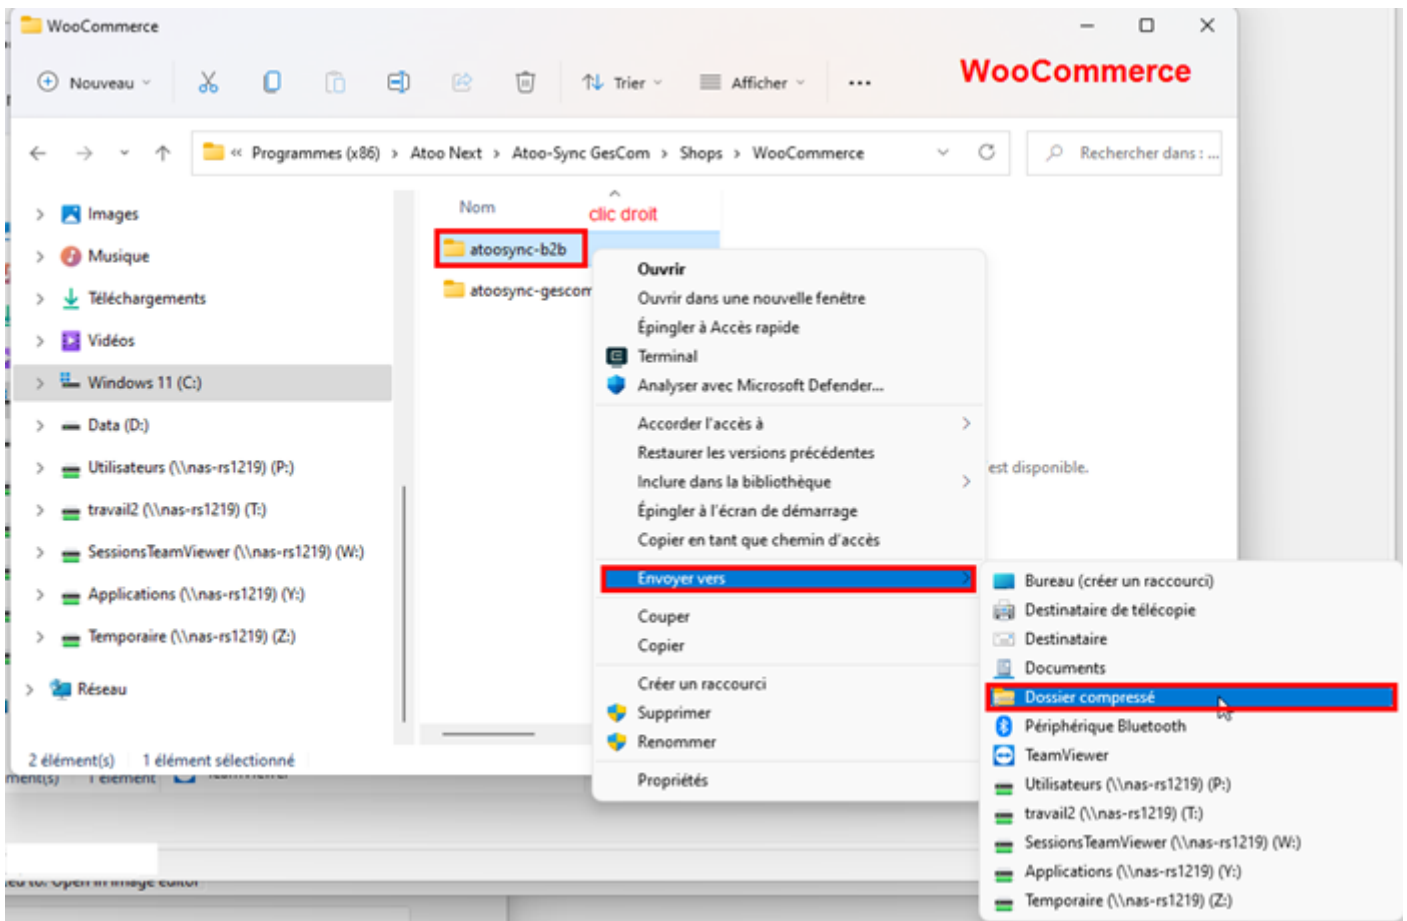 WooCommerce
Nouveau
Trier
Afficher
...
WooCommerce
« Programmes (x86) > Atoo Next > Atoo-Sync GesCom > Shops > WooCommerce
Rechercher dans : ...
Images
Musique
Téléchargements
Vidéos
Windows 11 (C:)
Data (D:)
Utilisateurs (\\nas-rs1219) (P:)
travail2 (\\nas-rs1219) (T:)
SessionsTeamViewer (\\nas-rs1219) (W:)
Applications (\\nas-rs1219) (Y:)
Temporaire (\\nas-rs1219) (Z:)
Réseau
Nom
clic droit
atoosync-b2b
atoosync-gescom
est disponible.
Ouvrir
Ouvrir dans une nouvelle fenêtre
Épingler à Accès rapide
Terminal
Analyser avec Microsoft Defender...
Accorder l'accès à
Restaurer les versions précédentes
Inclure dans la bibliothèque
Épingler à l'écran de démarrage
Copier en tant que chemin d'accès
Envoyer vers
Couper
Copier
Créer un raccourci
Supprimer
Renommer
Propriétés
Bureau (créer un raccourci)
Destinataire de télécopie
Destinataire
Documents
Dossier compressé
Périphérique Bluetooth
TeamViewer
Utilisateurs (\\nas-rs1219) (P:)
travail2 (\\nas-rs1219) (T:)
SessionsTeamViewer (\\nas-rs1219) (W:)
Applications (\\nas-rs1219) (Y:)
Temporaire (\\nas-rs1219) (Z:)
2 élément(s)
1 élément sélectionné